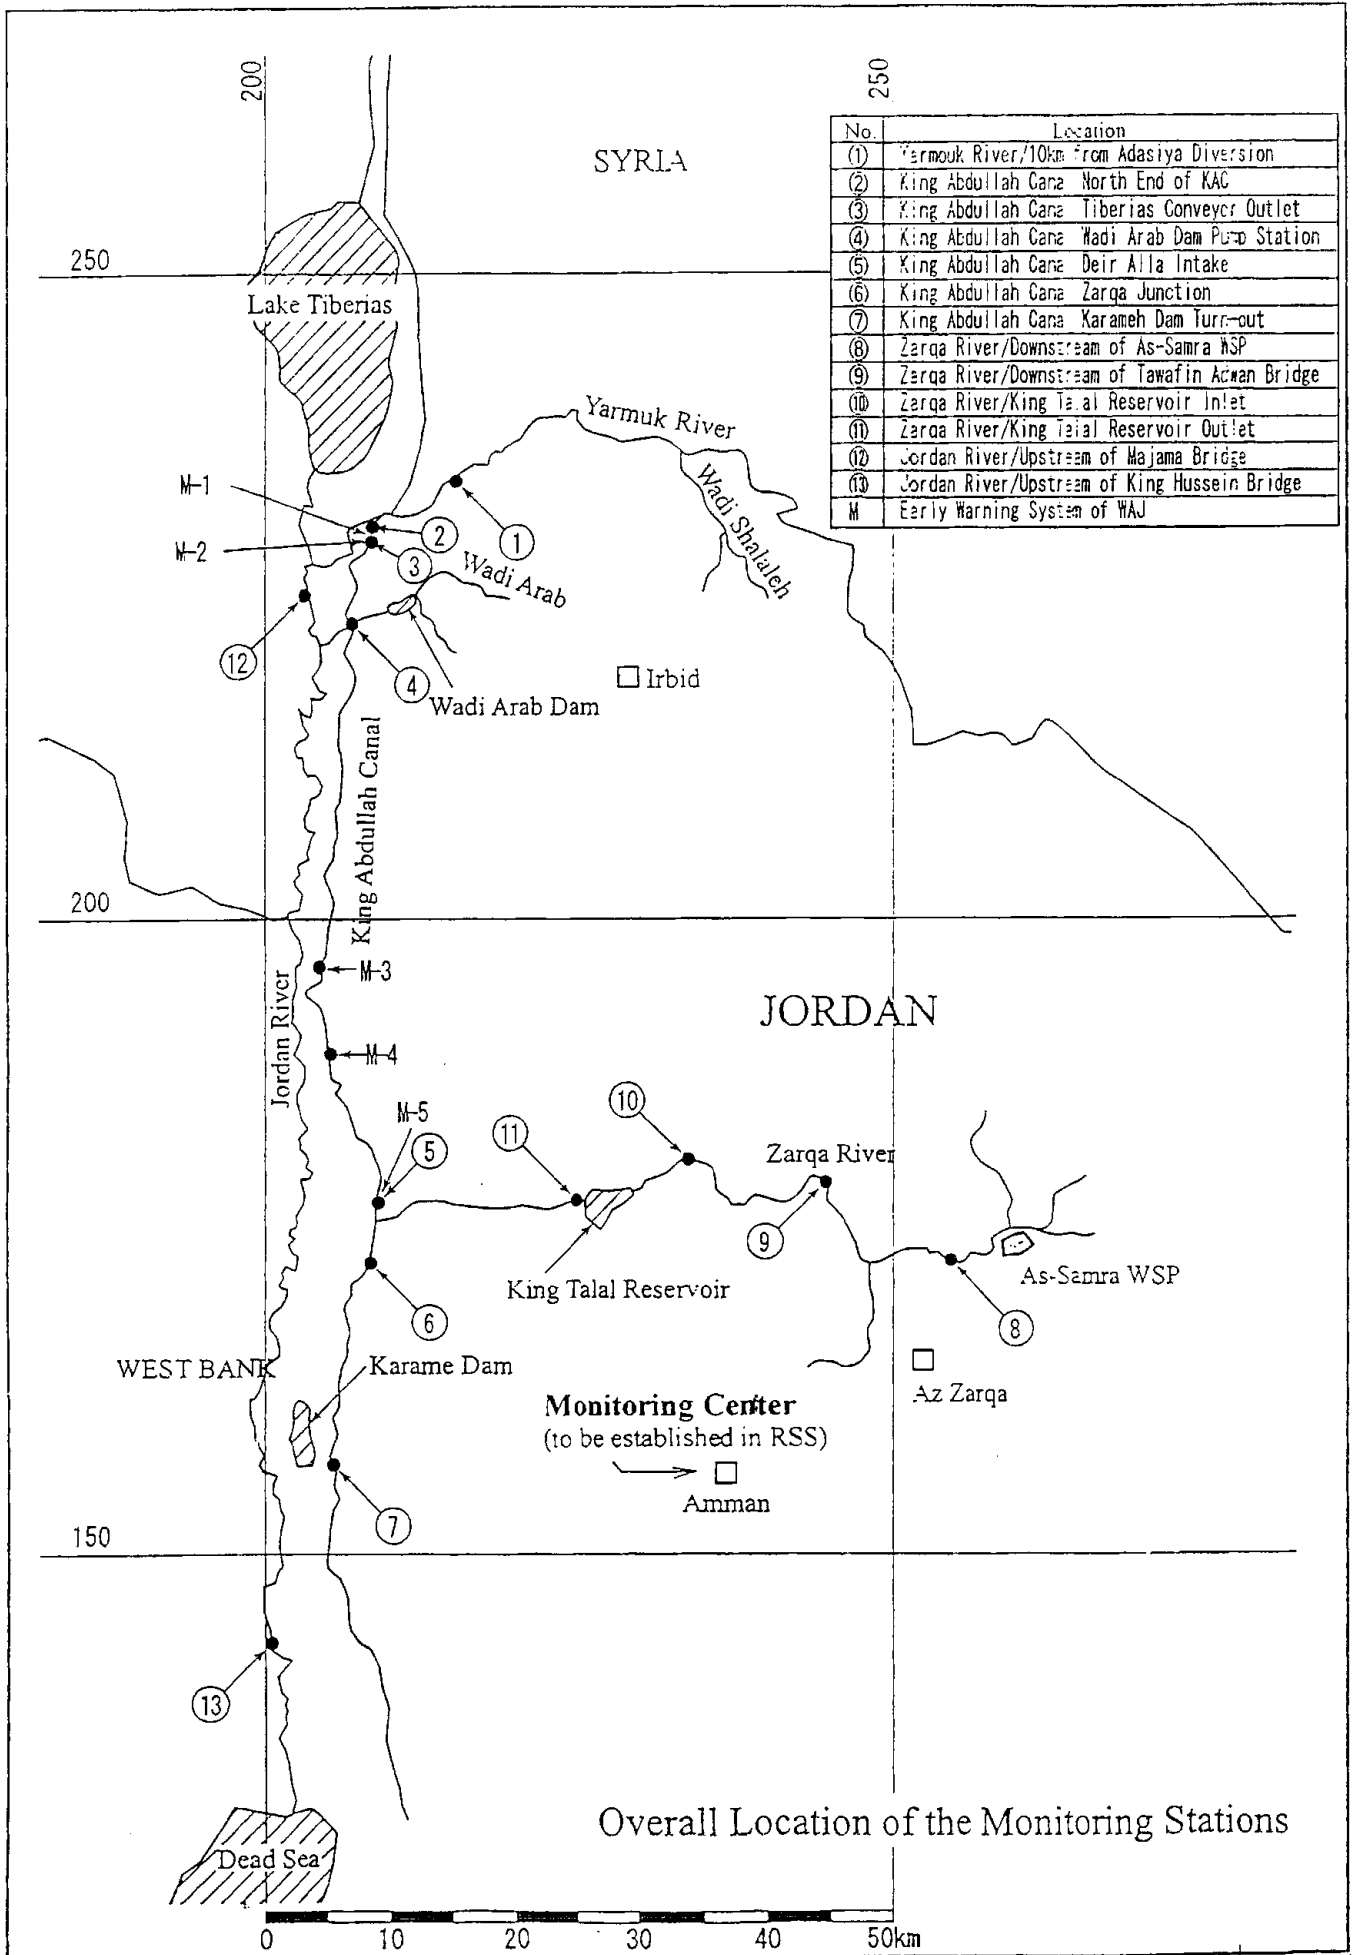 200
250
SYRIA
No. Location
① Yarmouk River/10km from Adasiya Diversion
② King Abdullah Canal North End of KAC
③ King Abdullah Canal Tiberias Conveyor Outlet
④ King Abdullah Canal Wadi Arab Dam Pump Station
⑤ King Abdullah Canal Deir Alla Intake
⑥ King Abdullah Canal Zarqa Junction
⑦ King Abdullah Canal Karameh Dam Turn-out
⑧ Zarqa River/Downstream of As-Samra WSP
⑨ Zarqa River/Downstream of Tawafin Adwan Bridge
⑩ Zarqa River/King Talal Reservoir Inlet
⑪ Zarqa River/King Talal Reservoir Outlet
⑫ Jordan River/Upstream of Majama Bridge
⑬ Jordan River/Upstream of King Hussein Bridge
M Early Warning System of WAJ
250
Lake Tiberias
Yarmuk River
Wadi Shalaleh
M-1
M-2
②
①
③
Wadi Arab
⑫
④
Wadi Arab Dam
Irbid
King Abdullah Canal
200
M-3
JORDAN
Jordan River
M-4
M-5
⑤
⑪
⑩
Zarqa River
⑨
King Talal Reservoir
As-Samra WSP
⑥
⑧
WEST BANK
Karame Dam
Az Zarqa
Monitoring Center
(to be established in RSS)
Amman
⑦
150
⑬
Overall Location of the Monitoring Stations
Dead Sea
0 10 20 30 40 50km